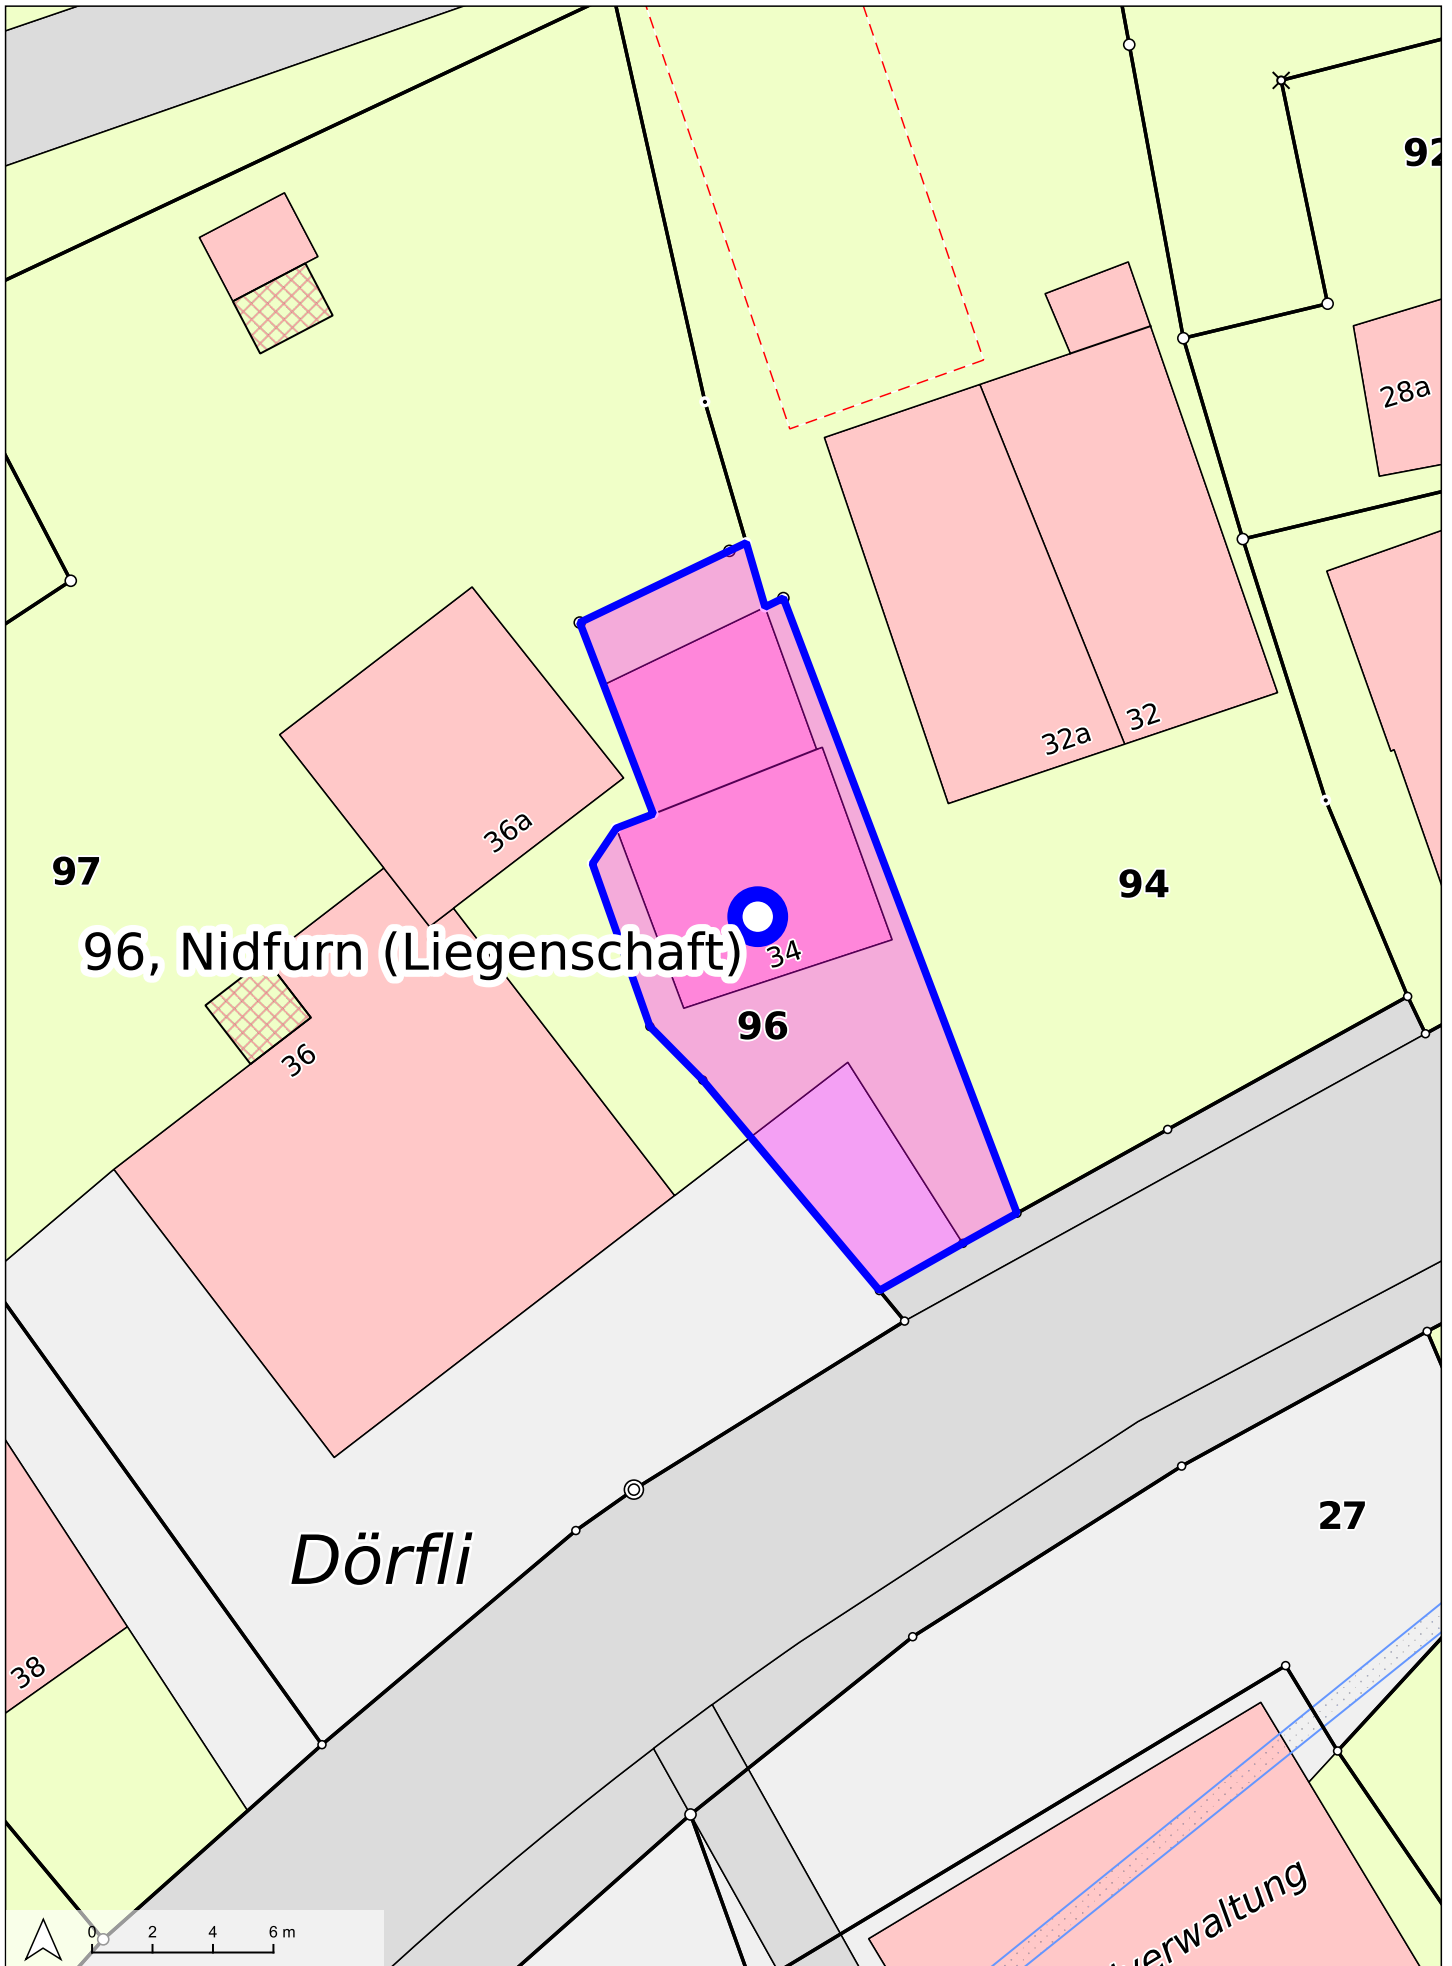 92
28a
32
32a
36a
97
94
96, Nidfurn (Liegenschaft)
34
96
36
27
Dörfli
38
verwaltung
0 2 4 6 m